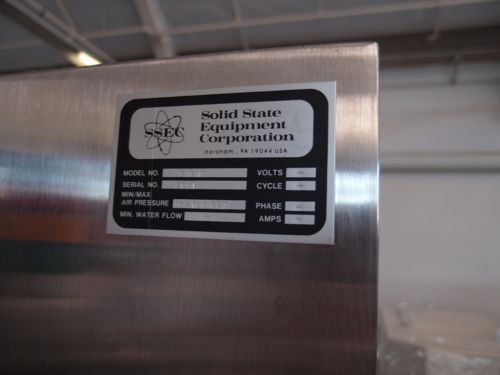 SSEC
Solid State
Equipment
Corporation
Horsham, PA 19044 USA
MODEL NO.
VOLTS
SERIAL NO.
CYCLE
MIN/MAX
AIR PRESSURE
PHASE
MIN. WATER FLOW
AMPS